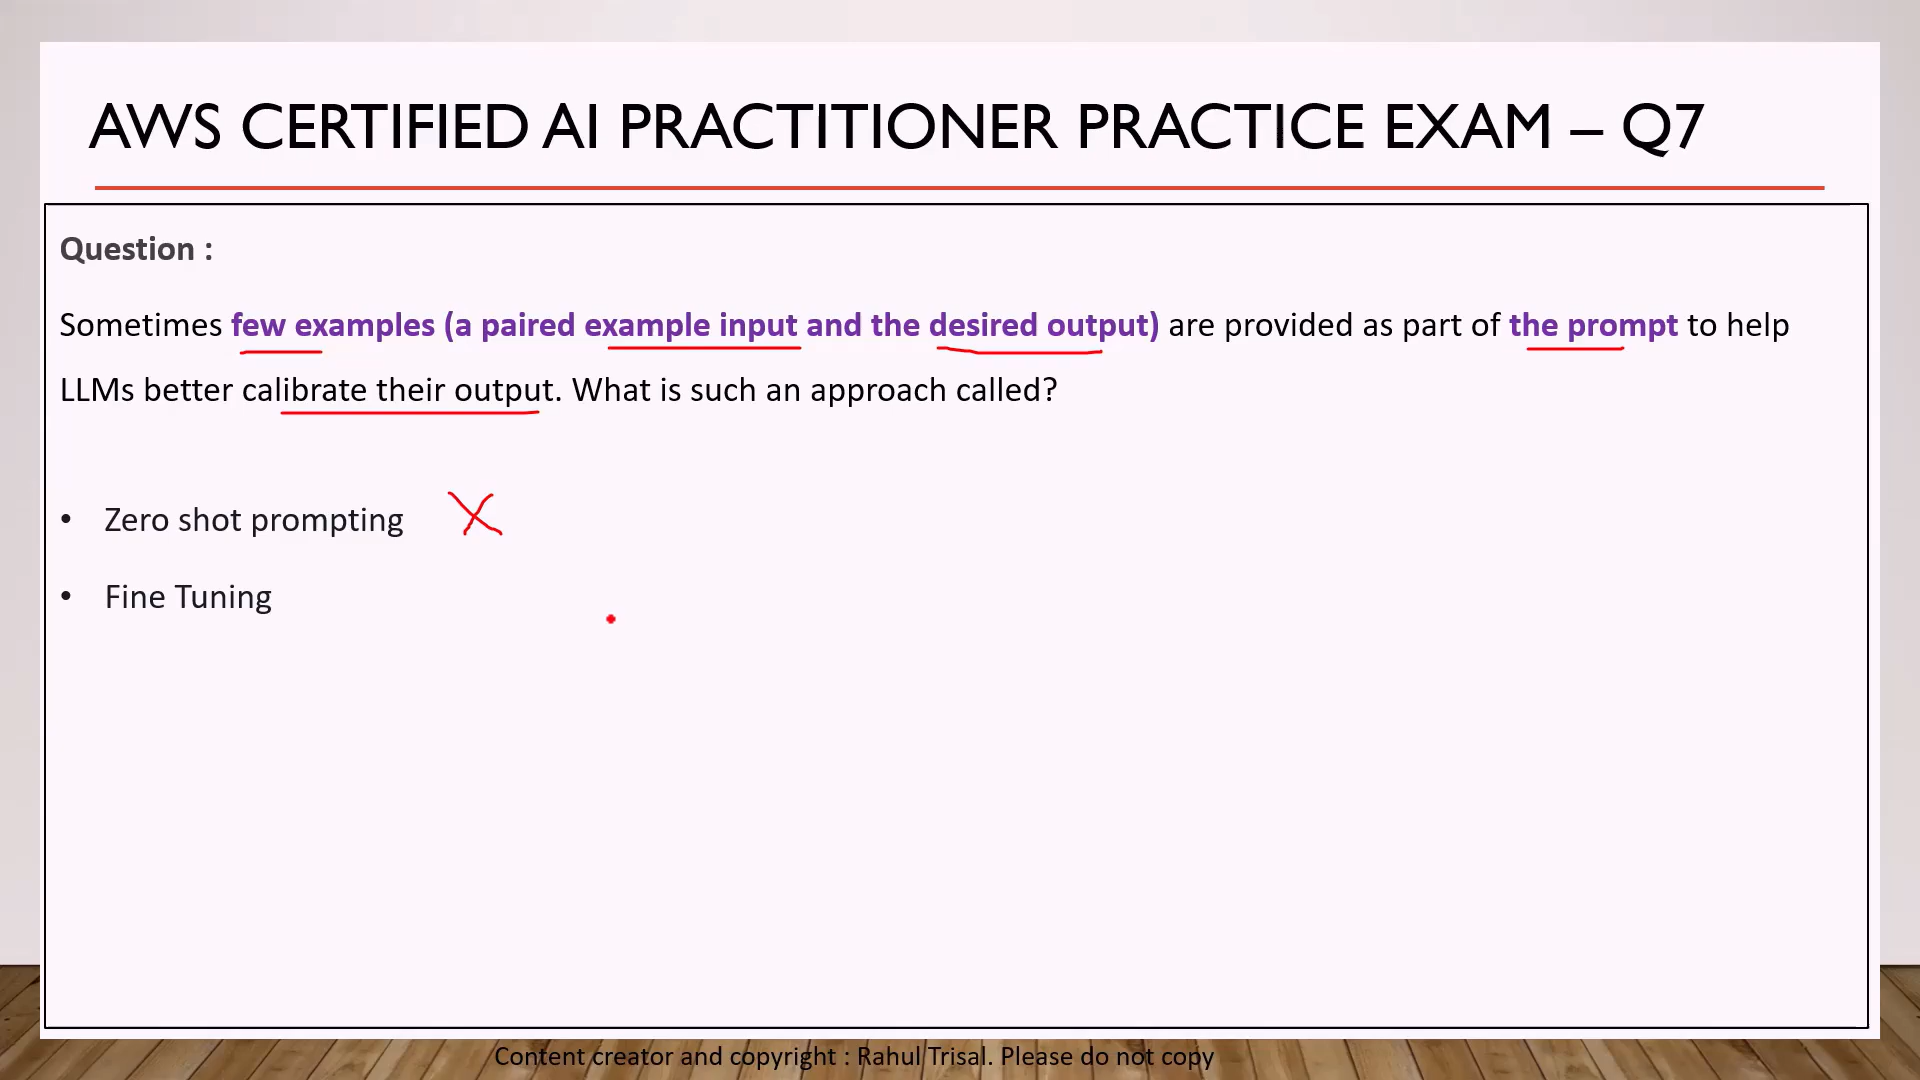 AWS CERTIFIED AI PRACTITIONER PRACTICE EXAM – Q7
Question :
Sometimes few examples (a paired example input and the desired output) are provided as part of the prompt to help
LLMs better calibrate their output. What is such an approach called?
• Zero shot prompting
• Fine Tuning
Content creator and copyright : Rahul Trisal. Please do not copy